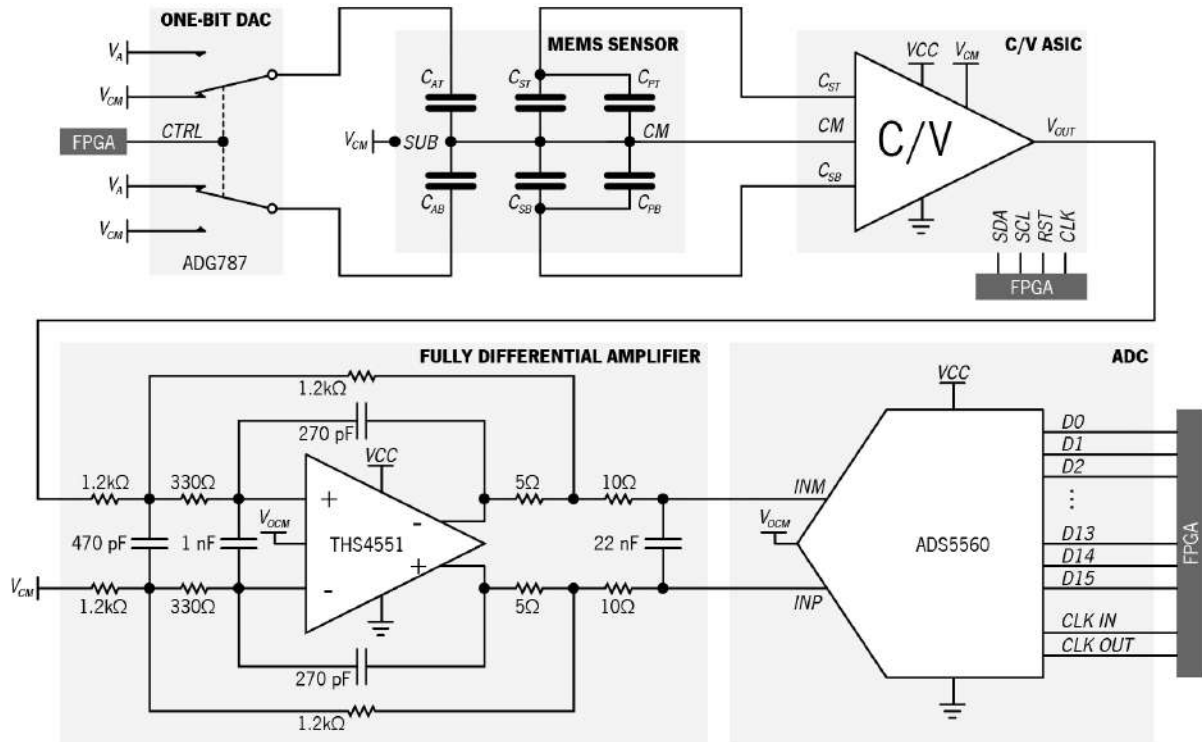 ONE-BIT DAC
V_A
V_CM
FPGA
CTRL
V_A
V_CM
ADG787
MEMS SENSOR
C_AT
C_ST
C_PT
V_CM
SUB
CM
C_AB
C_SB
C_PB
C/V ASIC
VCC
V_CM
C_ST
CM
C_SB
C/V
V_OUT
SDA
SCL
RST
CLK
FPGA
FULLY DIFFERENTIAL AMPLIFIER
1.2kΩ
270 pF
VCC
1.2kΩ
330Ω
5Ω
10Ω
+
-
V_OCM
470 pF
1 nF
THS4551
22 nF
V_CM
+
-
1.2kΩ
330Ω
5Ω
10Ω
270 pF
1.2kΩ
ADC
VCC
INM
V_OCM
ADS5560
INP
D0
D1
D2
⋮
D13
D14
D15
CLK IN
CLK OUT
FPGA